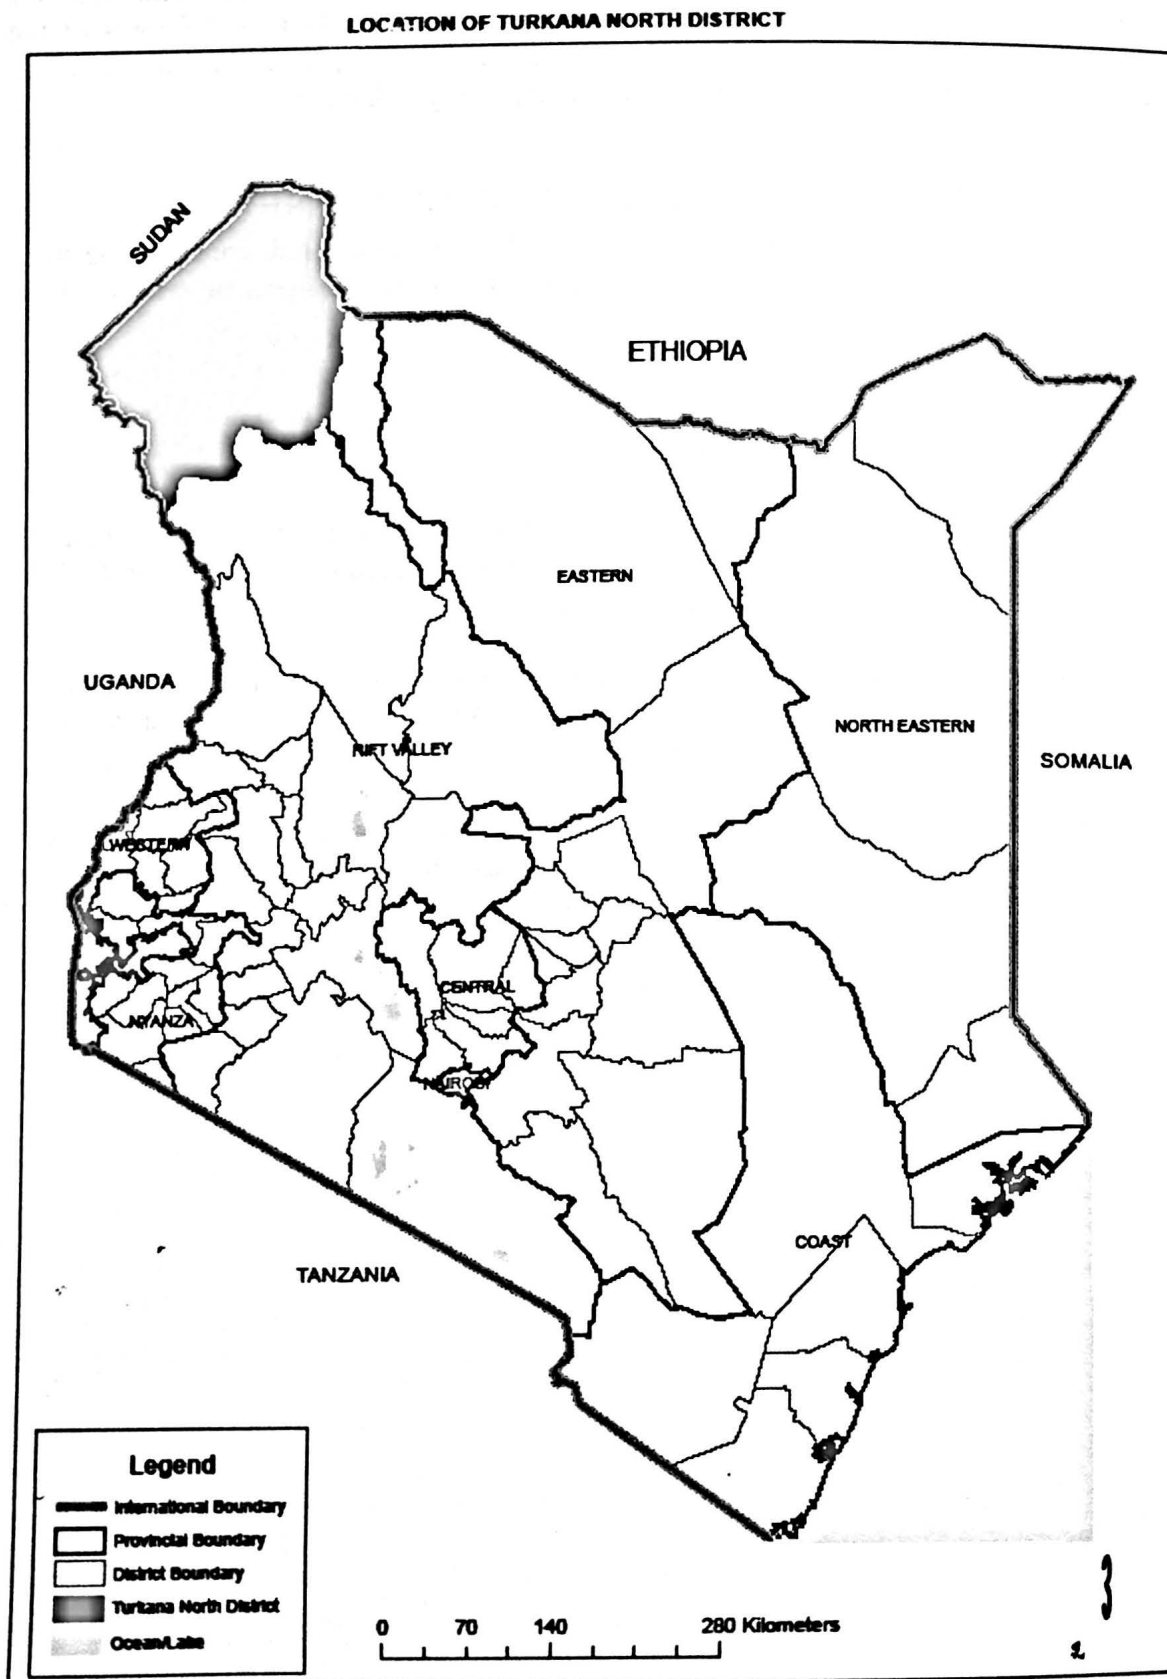 LOCATION OF TURKANA NORTH DISTRICT
SUDAN
ETHIOPIA
EASTERN
UGANDA
NORTH EASTERN
RIFT VALLEY
SOMALIA
WESTERN
CENTRAL
NYANZA
NAIROBI
COAST
TANZANIA
Legend
International Boundary
Provincial Boundary
District Boundary
Turkana North District
Ocean/Lake
0 70 140 280 Kilometers
3
2